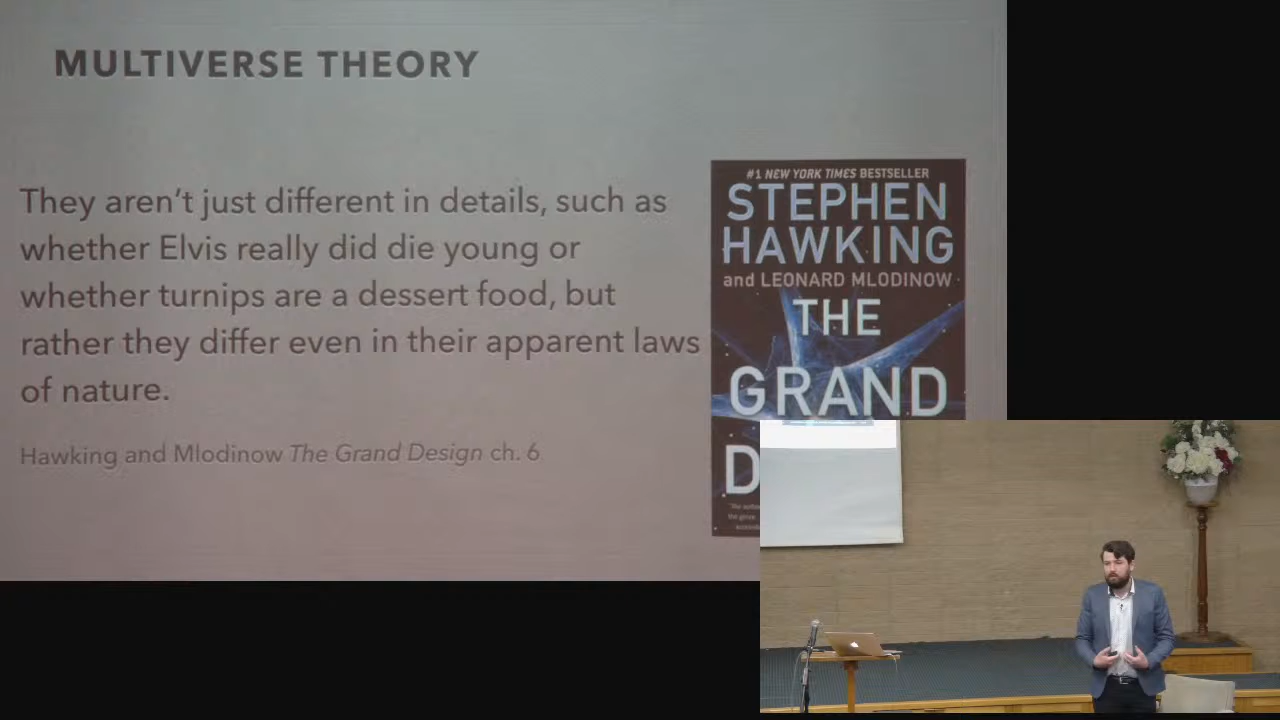 MULTIVERSE THEORY
They aren't just different in details, such as
whether Elvis really did die young or
whether turnips are a dessert food, but
rather they differ even in their apparent laws
of nature.
Hawking and Mlodinow The Grand Design ch. 6
#1 NEW YORK TIMES BESTSELLER
STEPHEN
HAWKING
and LEONARD MLODINOW
THE
GRAND
D